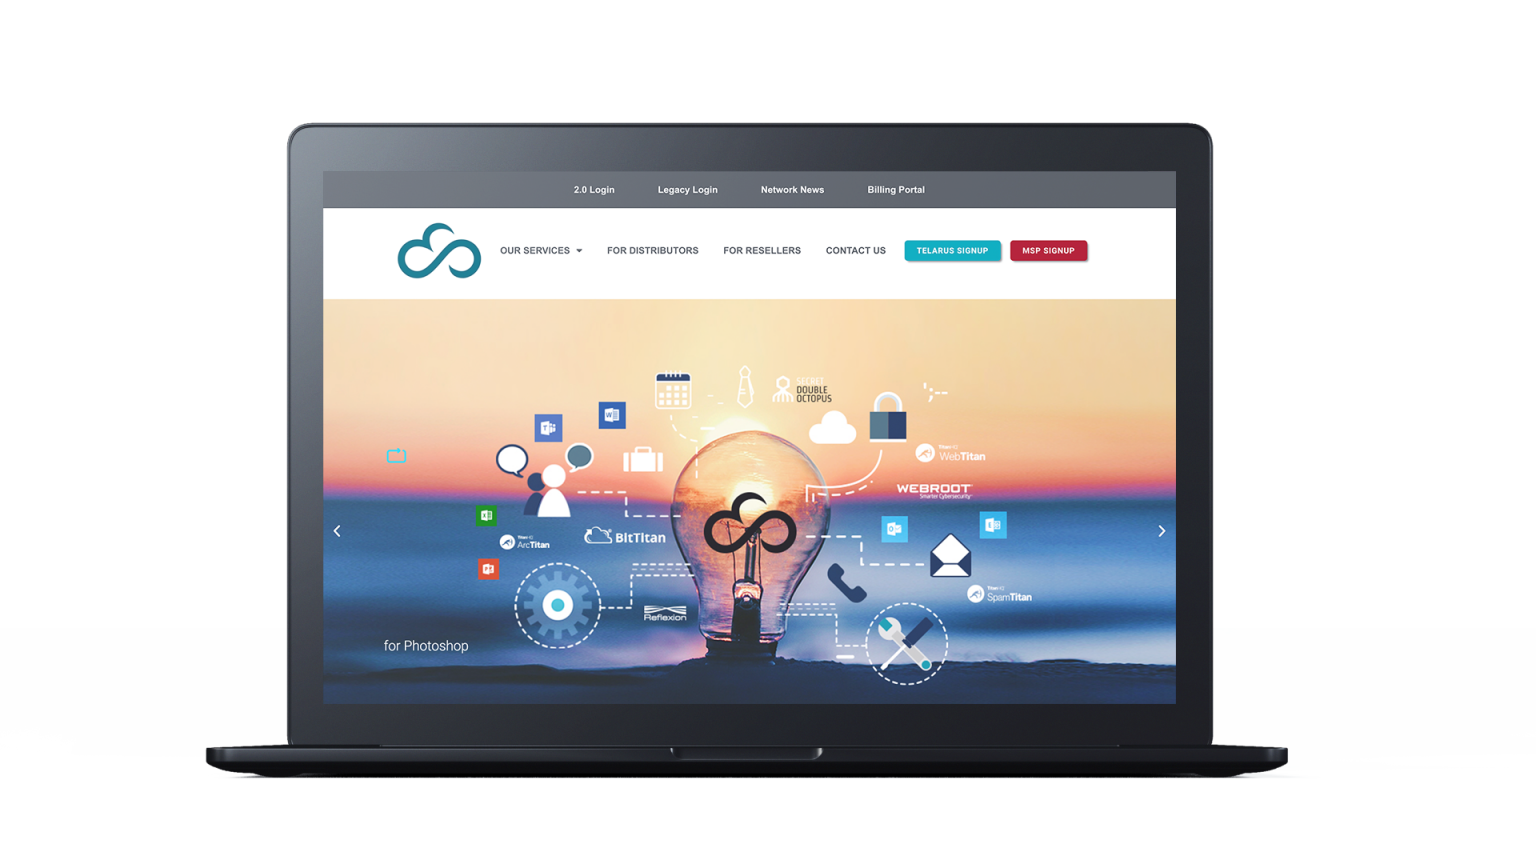 2.0 Login
Legacy Login
Network News
Billing Portal
OUR SERVICES
FOR DISTRIBUTORS
FOR RESELLERS
CONTACT US
TELARUS SIGNUP
MSP SIGNUP
SECRET
DOUBLE
OCTOPUS
WebTitan
WEBROOT
Smarter Cybersecurity
ArcTitan
BitTitan
SpamTitan
Reflexion
for Photoshop